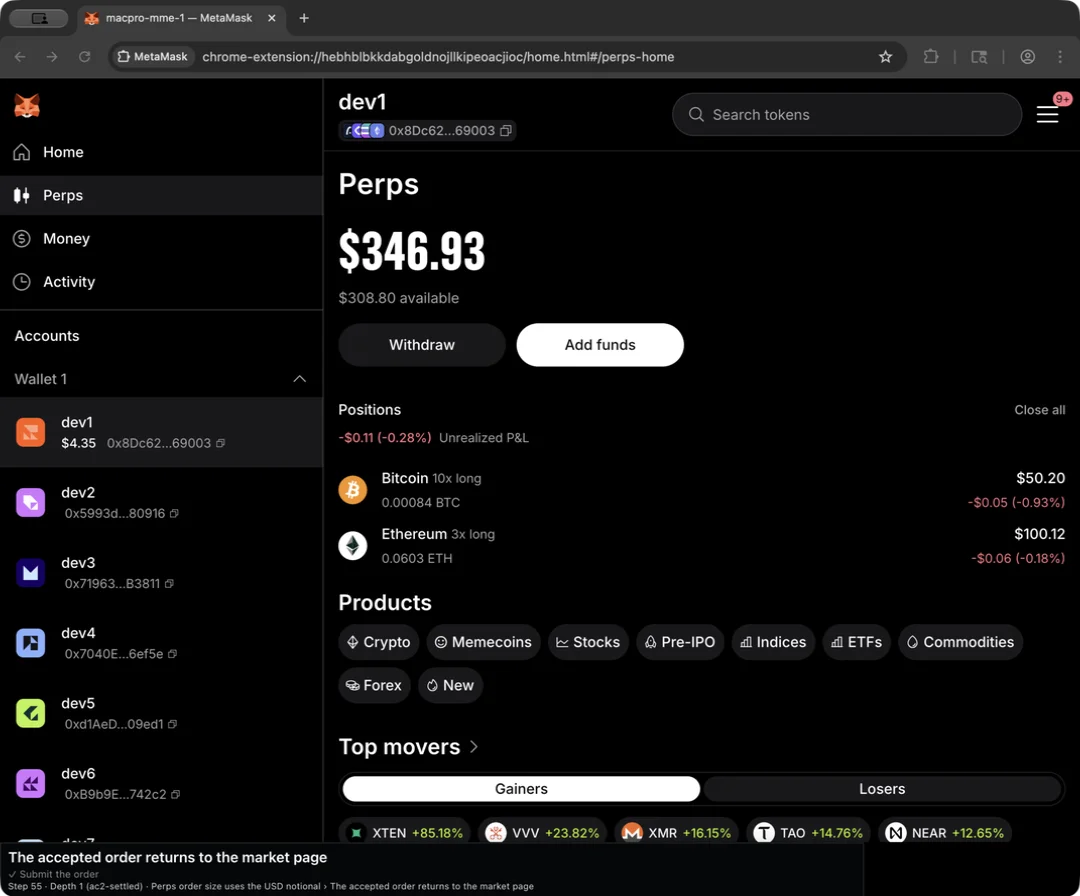 macpro-mme-1 — MetaMask
MetaMask
chrome-extension://hebhblbkkdabgoldnojllkipeoacjioc/home.html#/perps-home
Home
Perps
Money
Activity
Accounts
Wallet 1
dev1
$4.35 0x8Dc62...69003
dev2
0x5993d...80916
dev3
0x71963...B3811
dev4
0x7040E...6ef5e
dev5
0xd1AeD...09ed1
dev6
0xB9b9E...742c2
dev1
0x8Dc62...69003
Search tokens
9+
Perps
$346.93
$308.80 available
Withdraw
Add funds
Positions
Close all
-$0.11 (-0.28%) Unrealized P&L
Bitcoin 10x long
$50.20
0.00084 BTC
-$0.05 (-0.93%)
Ethereum 3x long
$100.12
0.0603 ETH
-$0.06 (-0.18%)
Products
Crypto
Memecoins
Stocks
Pre-IPO
Indices
ETFs
Commodities
Forex
New
Top movers
Gainers
Losers
XTEN +85.18%
VVV +23.82%
XMR +16.15%
TAO +14.76%
NEAR +12.65%
The accepted order returns to the market page
✓ Submit the order
Step 55 · Depth 1 (ac2-settled) · Perps order size uses the USD notional › The accepted order returns to the market page